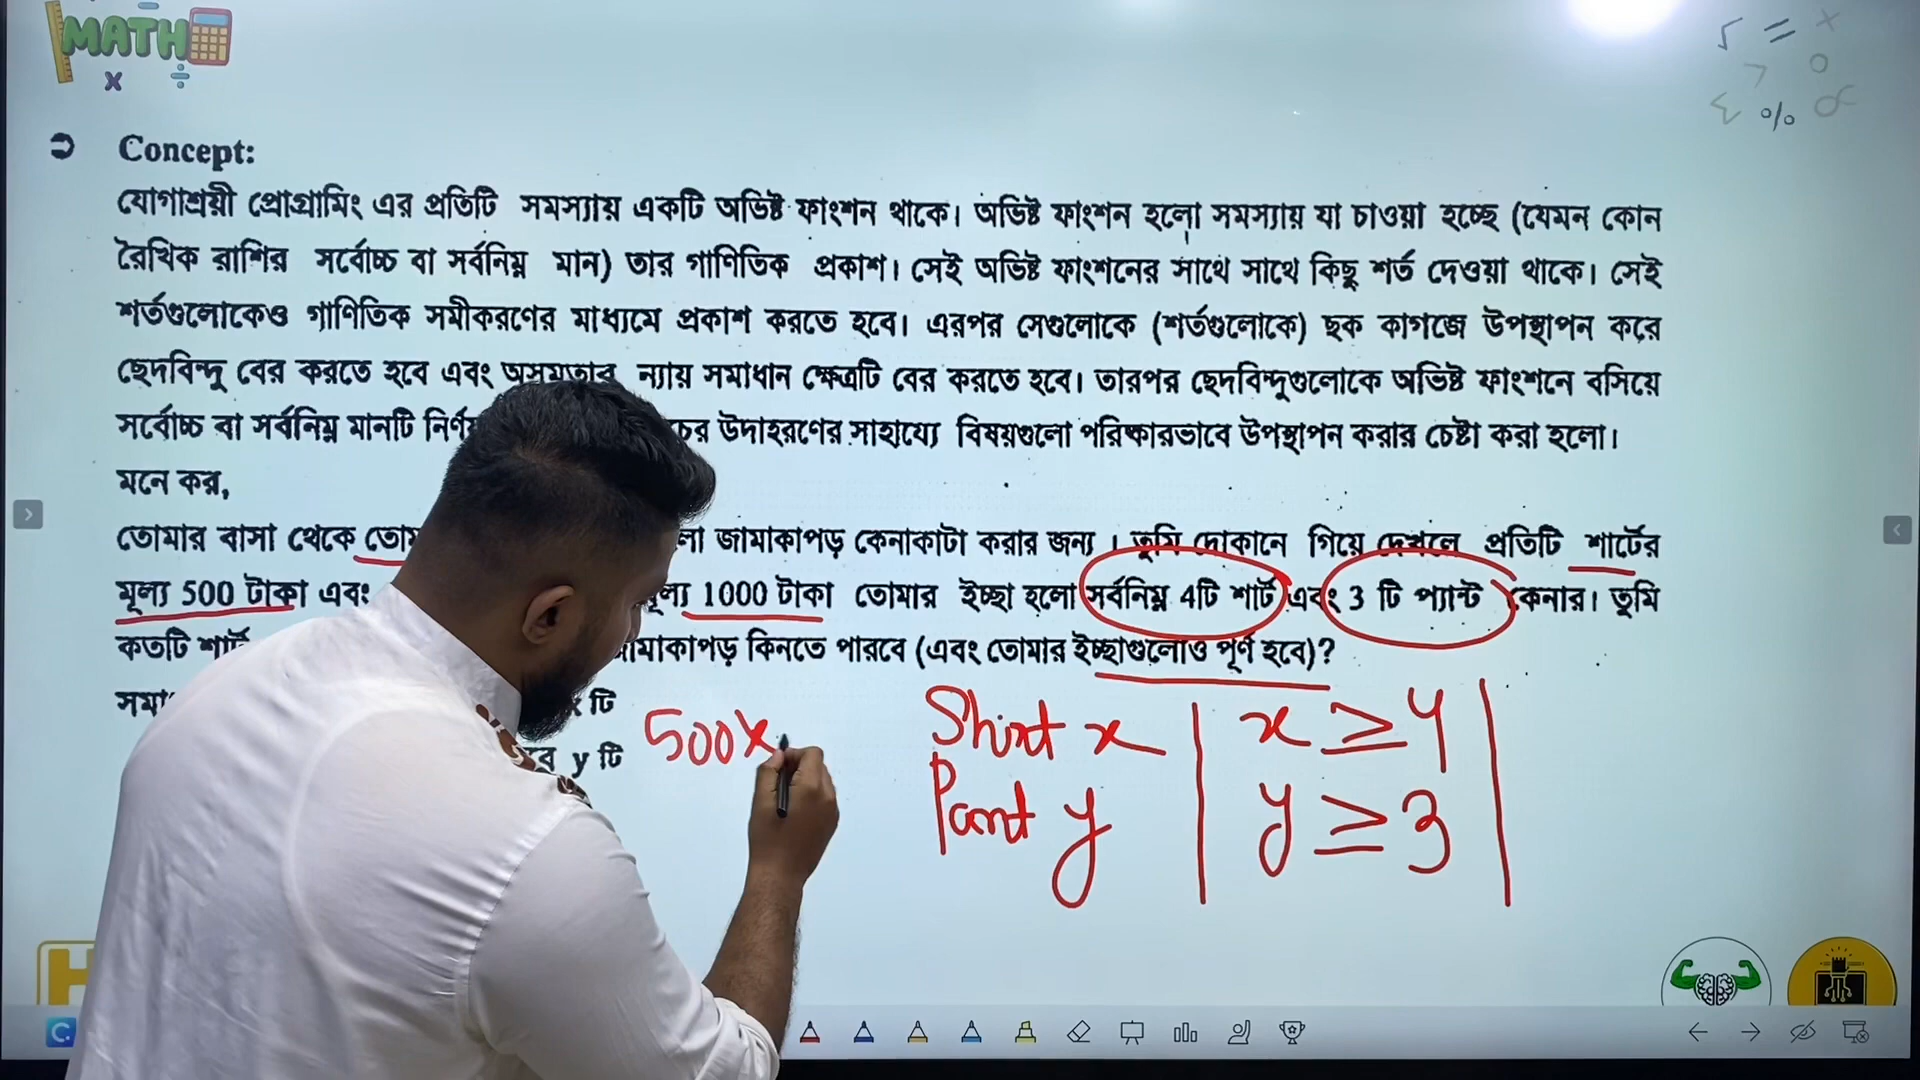 MATH
Concept:
যোগাশ্রয়ী প্রোগ্রামিং এর প্রতিটি সমস্যায় একটি অভিষ্ট ফাংশন থাকে। অভিষ্ট ফাংশন হলো সমস্যায় যা চাওয়া হচ্ছে (যেমন কোন
রৈখিক রাশির সর্বোচ্চ বা সর্বনিম্ন মান) তার গাণিতিক প্রকাশ। সেই অভিষ্ট ফাংশনের সাথে সাথে কিছু শর্ত দেওয়া থাকে। সেই
শর্তগুলোকেও গাণিতিক সমীকরণের মাধ্যমে প্রকাশ করতে হবে। এরপর সেগুলোকে (শর্তগুলোকে) ছক কাগজে উপস্থাপন করে
ছেদবিন্দু বের করতে হবে এবং অসমতার ন্যায় সমাধান ক্ষেত্রটি বের করতে হবে। তারপর ছেদবিন্দুগুলোকে অভিষ্ট ফাংশনে বসিয়ে
সর্বোচ্চ বা সর্বনিম্ন মানটি উদাহরণের সাহায্যে বিষয়গুলো পরিষ্কারভাবে উপস্থাপন করার চেষ্টা করা হলো।
মনে কর,
তোমার বাসা থেকে জামাকাপড় কেনাকাটা করার জন্য । তুমি দোকানে গিয়ে দেখলে প্রতিটি শার্টের
মূল্য 500 টাকা এবং 1000 টাকা তোমার ইচ্ছা হলো সর্বনিম্ন 4টি শার্ট এবং 3 টি প্যান্ট কেনার। তুমি
কতটি শার্ট জামাকাপড় কিনতে পারবে (এবং তোমার ইচ্ছাগুলোও পূর্ণ হবে)?
টি
y টি
500x
Shirt x | x ≥ 4 |
Pant y | y ≥ 3 |